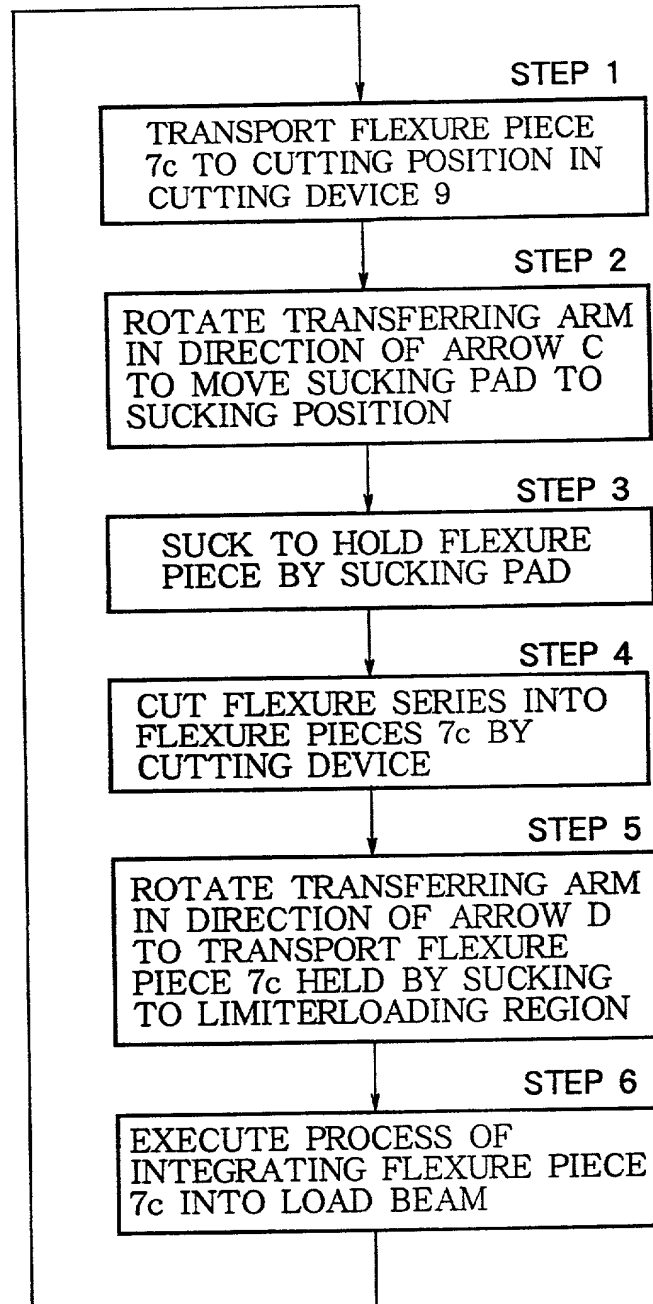 STEP 1
TRANSPORT FLEXURE PIECE
7c TO CUTTING POSITION IN
CUTTING DEVICE 9
STEP 2
ROTATE TRANSFERRING ARM
IN DIRECTION OF ARROW C
TO MOVE SUCKING PAD TO
SUCKING POSITION
STEP 3
SUCK TO HOLD FLEXURE
PIECE BY SUCKING PAD
STEP 4
CUT FLEXURE SERIES INTO
FLEXURE PIECES 7c BY
CUTTING DEVICE
STEP 5
ROTATE TRANSFERRING ARM
IN DIRECTION OF ARROW D
TO TRANSPORT FLEXURE
PIECE 7c HELD BY SUCKING
TO LIMITERLOADING REGION
STEP 6
EXECUTE PROCESS OF
INTEGRATING FLEXURE PIECE
7c INTO LOAD BEAM